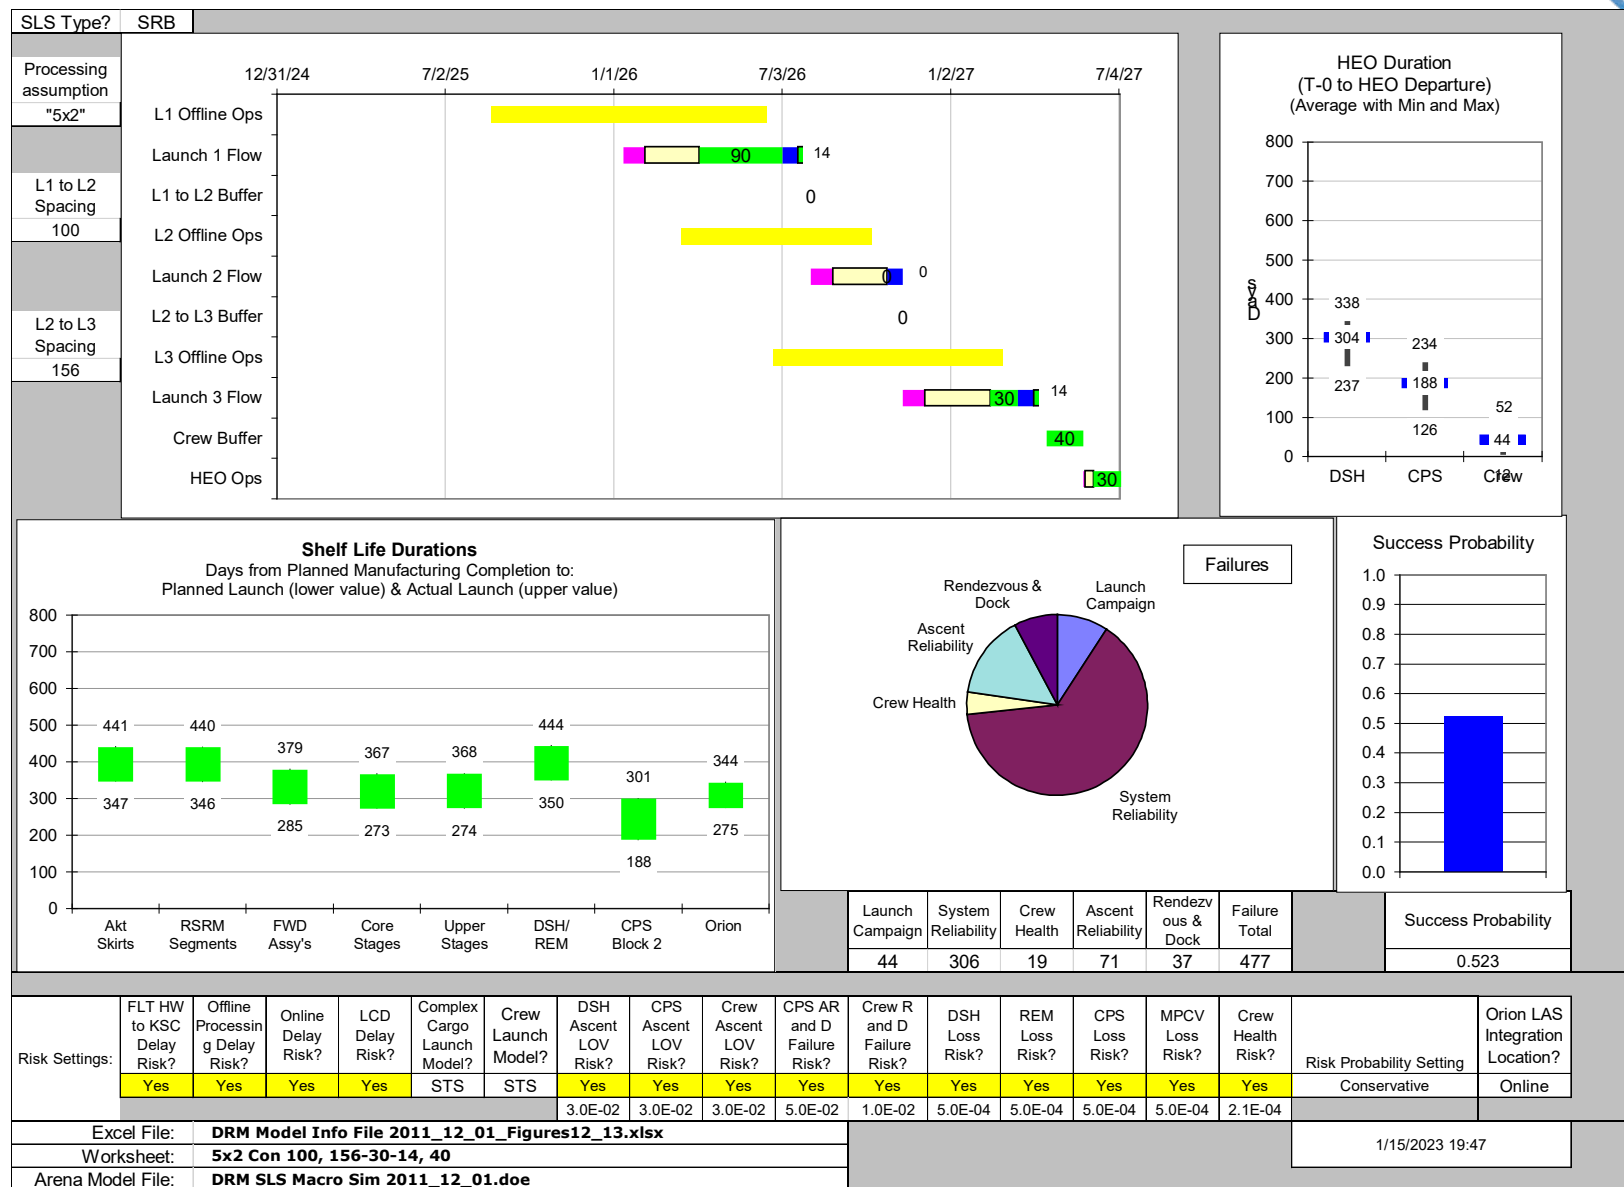 SLS Type? SRB
Processing
assumption
"5x2"
L1 to L2
Spacing
100
L2 to L3
Spacing
156
12/31/24 7/2/25 1/1/26 7/3/26 1/2/27 7/4/27
L1 Offline Ops
Launch 1 Flow 90 14
L1 to L2 Buffer 0
L2 Offline Ops
Launch 2 Flow 0 0
L2 to L3 Buffer 0
L3 Offline Ops
Launch 3 Flow 30 14
Crew Buffer 40
HEO Ops 30
HEO Duration
(T-0 to HEO Departure)
(Average with Min and Max)
Days
800
700
600
500
400
300
200
100
0
338
304
237
234
188
126
52
44
12
DSH CPS Crew
Shelf Life Durations
Days from Planned Manufacturing Completion to:
Planned Launch (lower value) & Actual Launch (upper value)
800
700
600
500
400
300
200
100
0
441 440 379 367 368 444 301 344
347 346 285 273 274 350 188 275
Akt
Skirts
RSRM
Segments
FWD
Assy's
Core
Stages
Upper
Stages
DSH/
REM
CPS
Block 2
Orion
Failures
Rendezvous &
Dock
Launch
Campaign
Ascent
Reliability
Crew Health
System
Reliability
Success Probability
1.0
0.9
0.8
0.7
0.6
0.5
0.4
0.3
0.2
0.1
0.0
Launch
Campaign
System
Reliability
Crew
Health
Ascent
Reliability
Rendezv
ous &
Dock
Failure
Total
44 306 19 71 37 477
Success Probability
0.523
Risk Settings:
FLT HW
to KSC
Delay
Risk?
Offline
Processin
g Delay
Risk?
Online
Delay
Risk?
LCD
Delay
Risk?
Complex
Cargo
Launch
Model?
Crew
Launch
Model?
DSH
Ascent
LOV
Risk?
CPS
Ascent
LOV
Risk?
Crew
Ascent
LOV
Risk?
CPS AR
and D
Failure
Risk?
Crew R
and D
Failure
Risk?
DSH
Loss
Risk?
REM
Loss
Risk?
CPS
Loss
Risk?
MPCV
Loss
Risk?
Crew
Health
Risk?
Risk Probability Setting
Orion LAS
Integration
Location?
Yes Yes Yes Yes STS STS Yes Yes Yes Yes Yes Yes Yes Yes Yes Yes Conservative Online
3.0E-02 3.0E-02 3.0E-02 5.0E-02 1.0E-02 5.0E-04 5.0E-04 5.0E-04 5.0E-04 2.1E-04
Excel File: DRM Model Info File 2011_12_01_Figures12_13.xlsx
Worksheet: 5x2 Con 100, 156-30-14, 40
Arena Model File: DRM SLS Macro Sim 2011_12_01.doe
1/15/2023 19:47